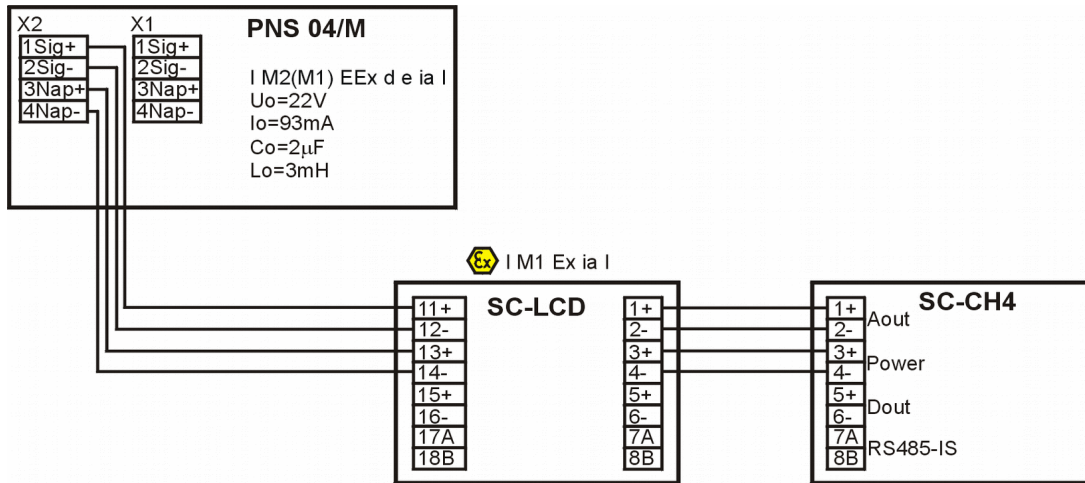 X2
X1
PNS 04/M
1Sig+
2Sig-
3Nap+
4Nap-
1Sig+
2Sig-
3Nap+
4Nap-
I M2(M1) EEx d e ia I
Uo=22V
Io=93mA
Co=2μF
Lo=3mH
Ex I M1 Ex ia I
SC-LCD
11+
12-
13+
14-
15+
16-
17A
18B
1+
2-
3+
4-
5+
6-
7A
8B
SC-CH4
1+
2-
3+
4-
5+
6-
7A
8B
Aout
Power
Dout
RS485-IS